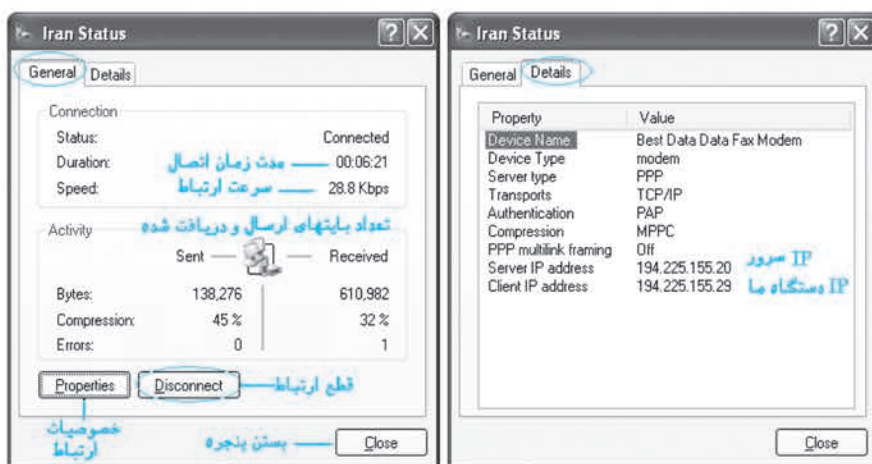 Iran Status
General Details
Connection
Status: Connected
Duration: مدت زمان اتصال 00:06:21
Speed: سرعت ارتباط 28.8 Kbps
تعداد بایتهای ارسال و دریافت شده
Activity
Sent Received
Bytes: 138,276 610,982
Compression: 45 % 32 %
Errors: 0 1
Properties Disconnect قطع ارتباط
خصوصیات ارتباط
بستن پنجره Close
Iran Status
General Details
Property Value
Device Name Best Data Data Fax Modem
Device Type modem
Server type PPP
Transports TCP/IP
Authentication PAP
Compression MPPC
PPP multilink framing Off
Server IP address 194.225.155.20 IP سرور
Client IP address 194.225.155.29 IP دستگاه ما
Close